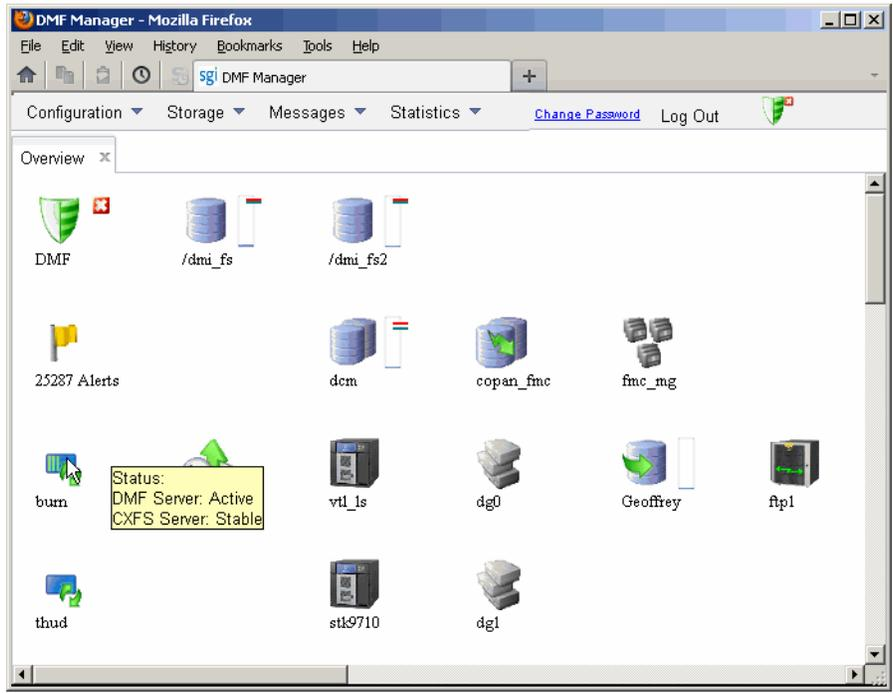 DMF Manager - Mozilla Firefox
File Edit View History Bookmarks Tools Help
sgi DMF Manager +
Configuration Storage Messages Statistics Change Password Log Out
Overview
DMF /dmi_fs /dmi_fs2
25287 Alerts dcm copan_fmc fmc_mg
Status:
DMF Server: Active
CXFS Server: Stable
burn vtl_ls dg0 Geoffrey ftp1
thud stk9710 dg1